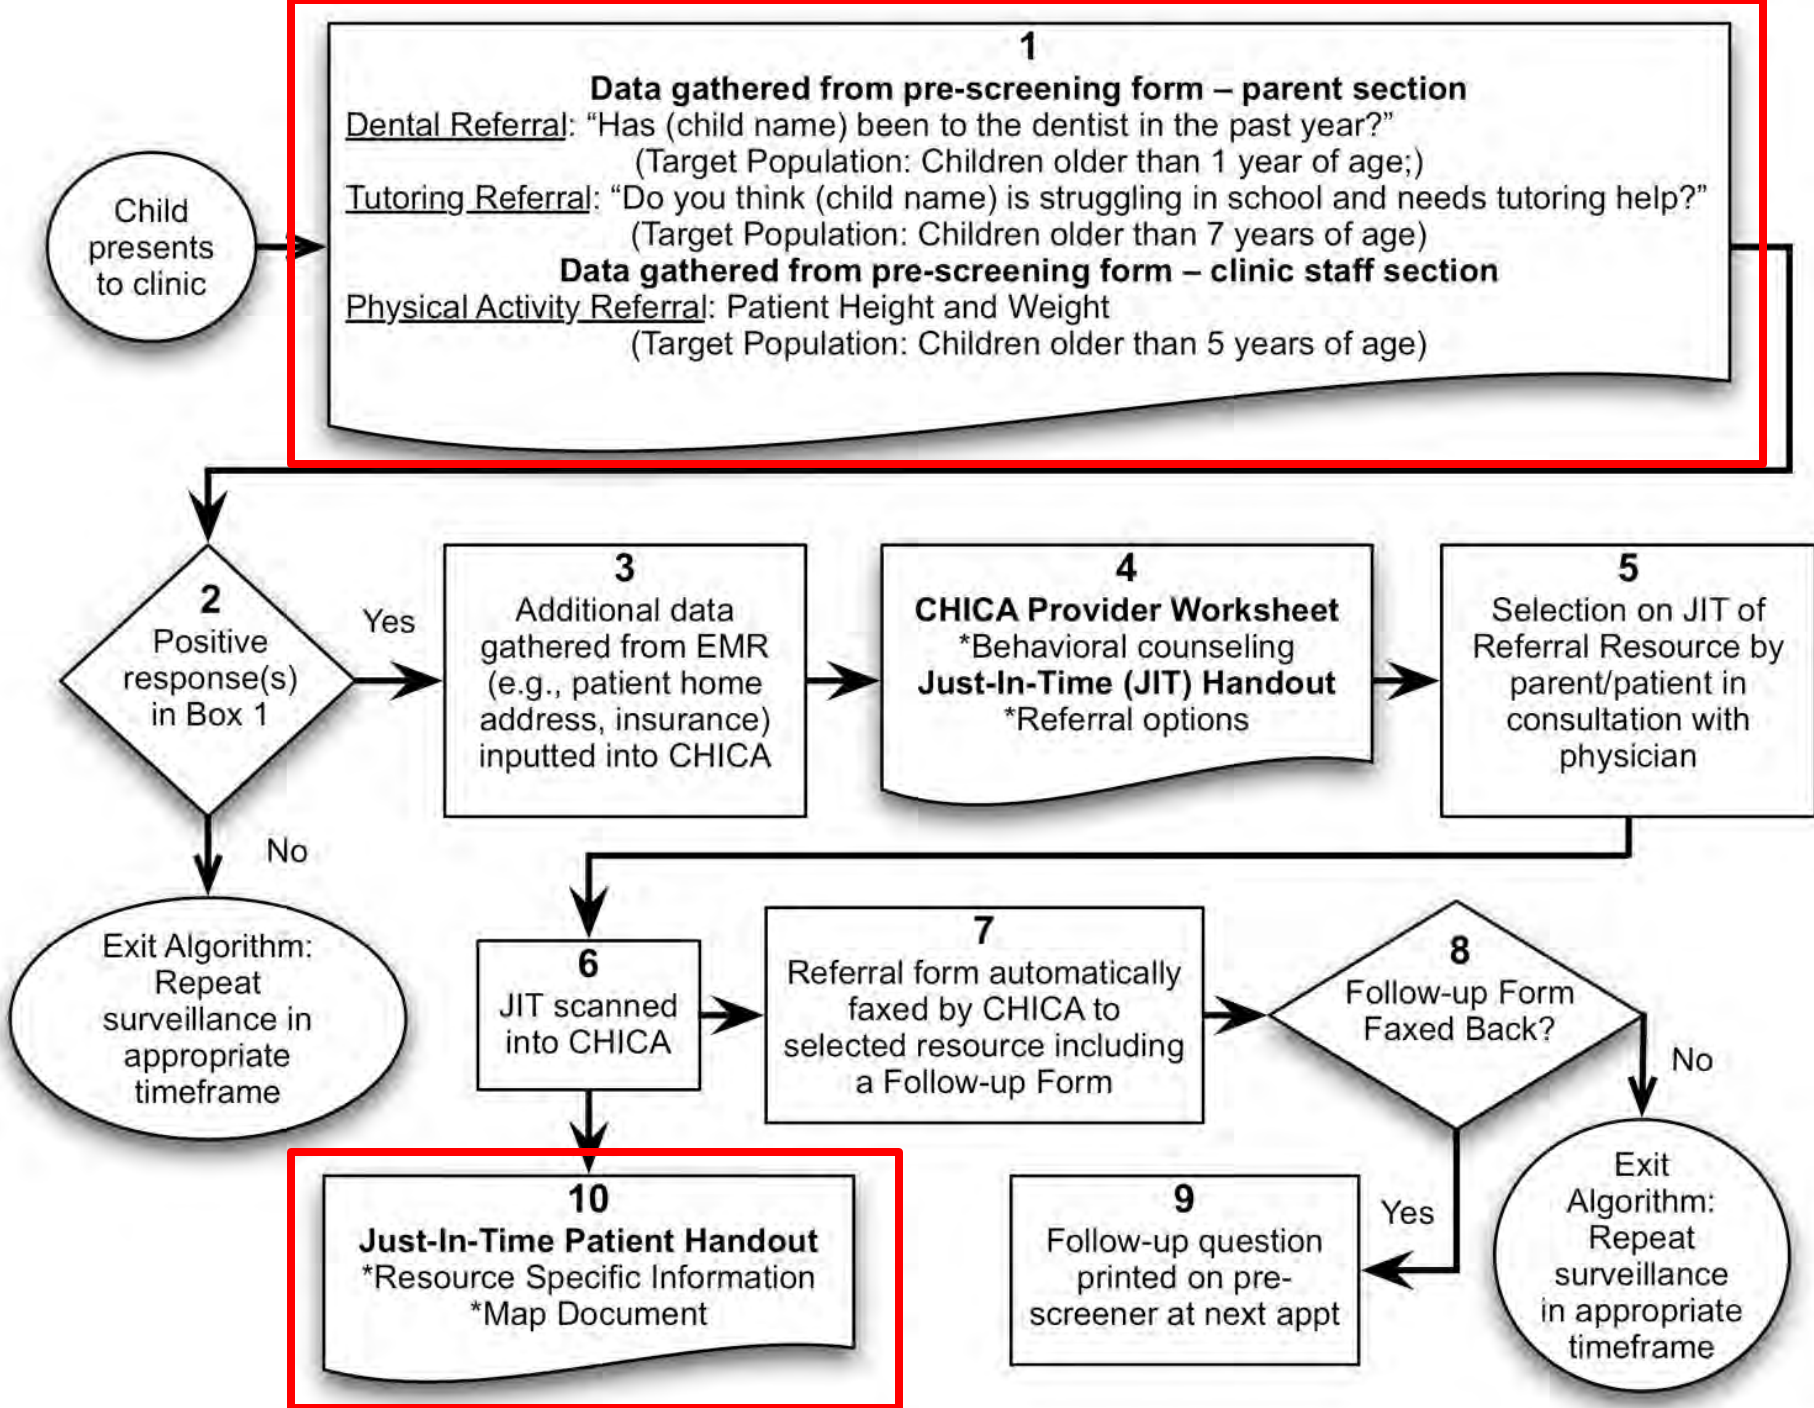 Child
presents
to clinic
1
Data gathered from pre-screening form – parent section
Dental Referral: “Has (child name) been to the dentist in the past year?”
(Target Population: Children older than 1 year of age;)
Tutoring Referral: “Do you think (child name) is struggling in school and needs tutoring help?”
(Target Population: Children older than 7 years of age)
Data gathered from pre-screening form – clinic staff section
Physical Activity Referral: Patient Height and Weight
(Target Population: Children older than 5 years of age)
2
Positive
response(s)
in Box 1
Yes
No
Exit Algorithm:
Repeat
surveillance in
appropriate
timeframe
3
Additional data
gathered from EMR
(e.g., patient home
address, insurance)
inputted into CHICA
4
CHICA Provider Worksheet
*Behavioral counseling
Just-In-Time (JIT) Handout
*Referral options
5
Selection on JIT of
Referral Resource by
parent/patient in
consultation with
physician
6
JIT scanned
into CHICA
7
Referral form automatically
faxed by CHICA to
selected resource including
a Follow-up Form
8
Follow-up Form
Faxed Back?
No
Exit
Algorithm:
Repeat
surveillance
in appropriate
timeframe
Yes
9
Follow-up question
printed on pre-
screener at next appt
10
Just-In-Time Patient Handout
*Resource Specific Information
*Map Document